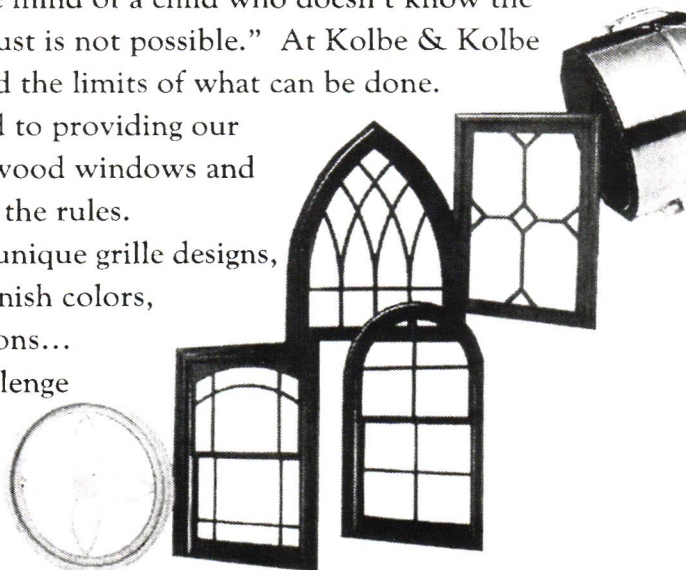 mind of a child who doesn't know the
ust is not possible." At Kolbe & Kolbe
d the limits of what can be done.
d to providing our
wood windows and
the rules.
unique grille designs,
nish colors,
ons...
lenge